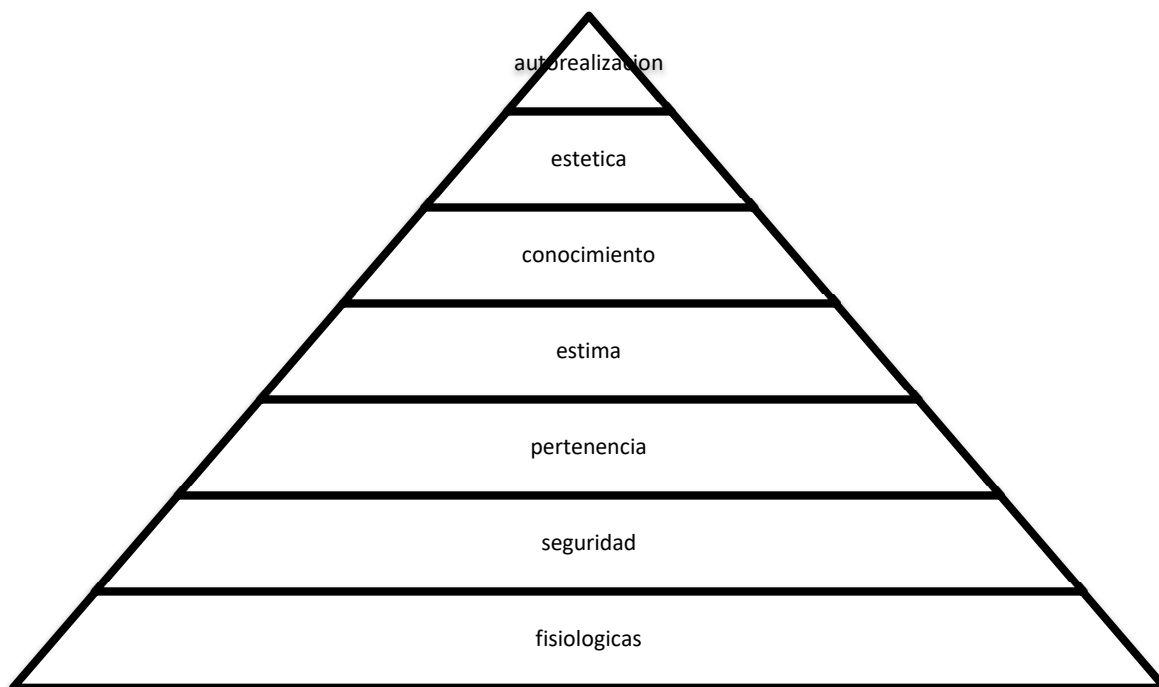 autorealizacion
estetica
conocimiento
estima
pertenencia
seguridad
fisiologicas